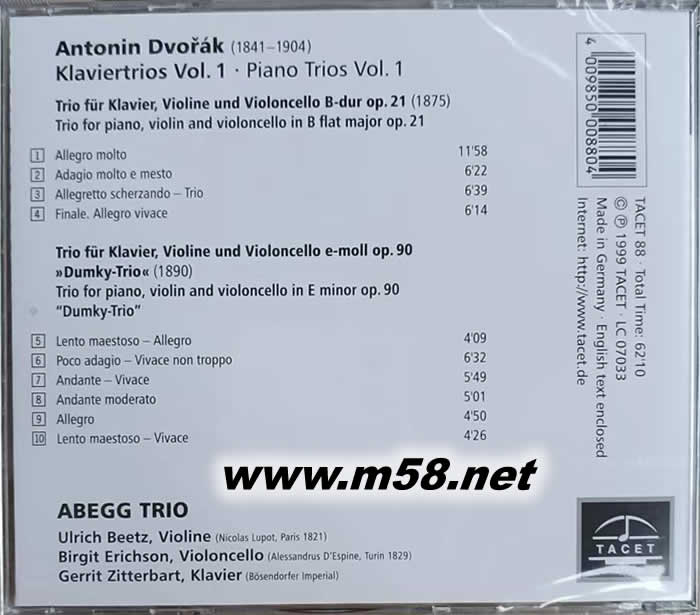 Antonin Dvořák (1841–1904)
Klaviertrios Vol. 1 · Piano Trios Vol. 1
Trio für Klavier, Violine und Violoncello B-dur op. 21 (1875)
Trio for piano, violin and violoncello in B flat major op. 21
1 Allegro molto 11'58
2 Adagio molto e mesto 6'22
3 Allegretto scherzando – Trio 6'39
4 Finale. Allegro vivace 6'14
Trio für Klavier, Violine und Violoncello e-moll op. 90
»Dumky-Trio« (1890)
Trio for piano, violin and violoncello in E minor op. 90
"Dumky-Trio"
5 Lento maestoso – Allegro 4'09
6 Poco adagio – Vivace non troppo 6'32
7 Andante – Vivace 5'49
8 Andante moderato 5'01
9 Allegro 4'50
10 Lento maestoso – Vivace 4'26
www.m58.net
ABEGG TRIO
Ulrich Beetz, Violine (Nicolas Lupot, Paris 1821)
Birgit Erichson, Violoncello (Alessandrus D'Espine, Turin 1829)
Gerrit Zitterbart, Klavier (Bösendorfer Imperial)
4 009850 008804
TACET 88 · Total Time: 62'10
© ℗ 1999 TACET · LC 07033
Made in Germany · English text enclosed
Internet: http://www.tacet.de
TACET